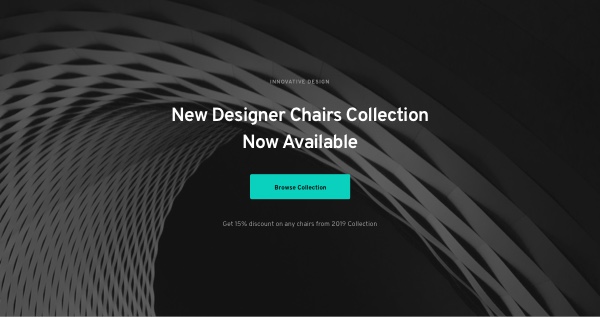 INNOVATIVE DESIGN
New Designer Chairs Collection
Now Available
Browse Collection
Get 15% discount on any chairs from 2019 Collection